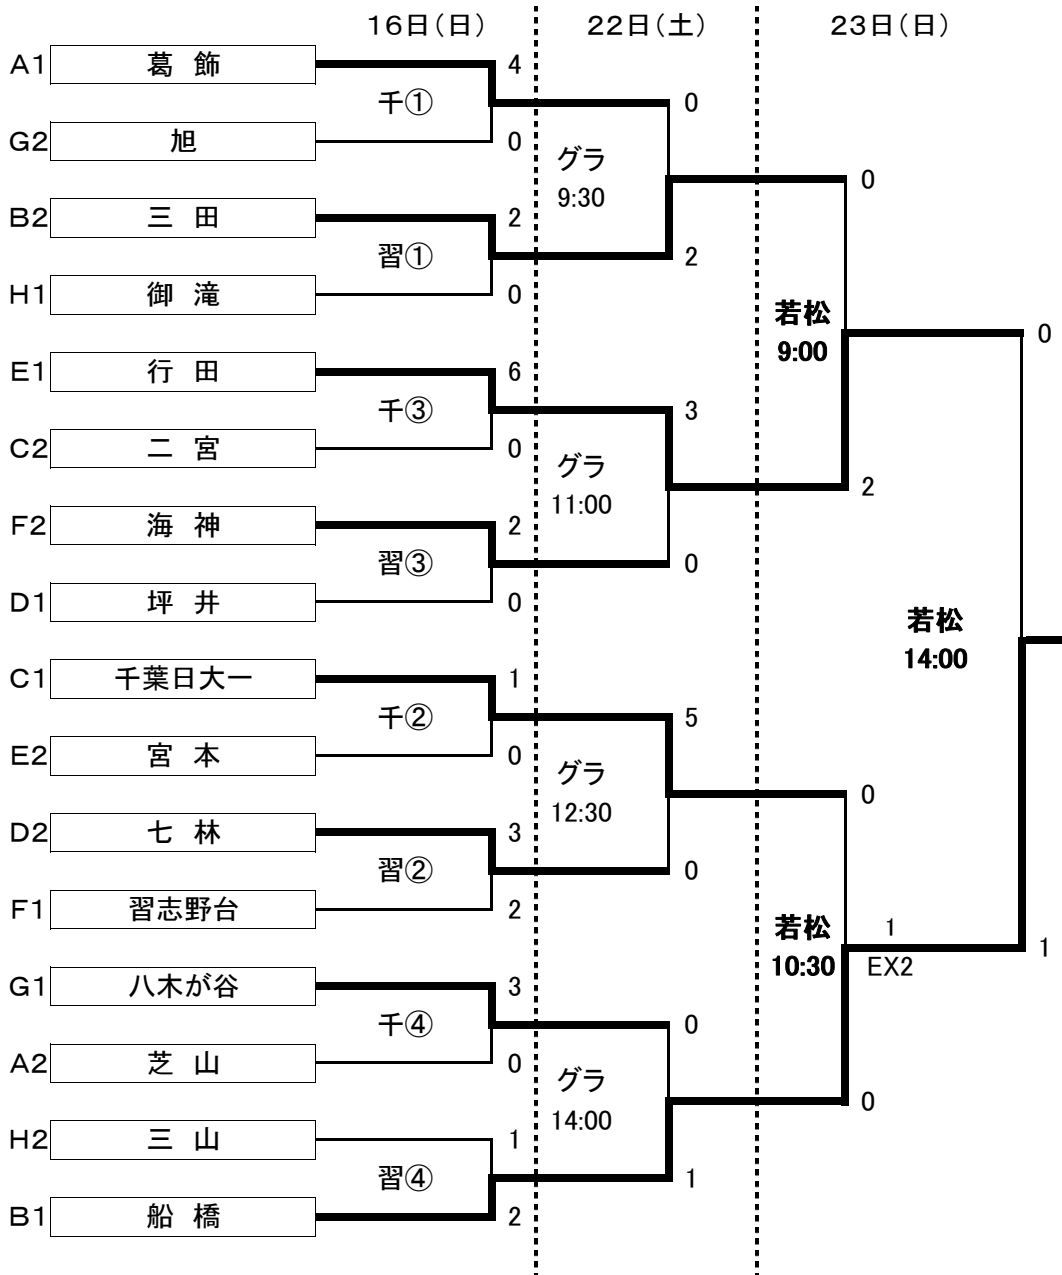 16日(日) 22日(土) 23日(日)
A1 葛 飾 4
千① 0
G2 旭 0
グラ
9:30
0
B2 三 田 2
習① 2
H1 御 滝 0
若松
9:00
0
E1 行 田 6
千③ 3
C2 二 宮 0
グラ
11:00
2
F2 海 神 2
習③ 0
D1 坪 井 0
若松
14:00
C1 千葉日大一 1
千② 5
E2 宮 本 0
グラ
12:30
0
D2 七 林 3
習② 0
F1 習志野台 2
若松
10:30
1
EX2
1
G1 八木が谷 3
千④ 0
A2 芝 山 0
グラ
14:00
0
H2 三 山 1
習④ 1
B1 船 橋 2